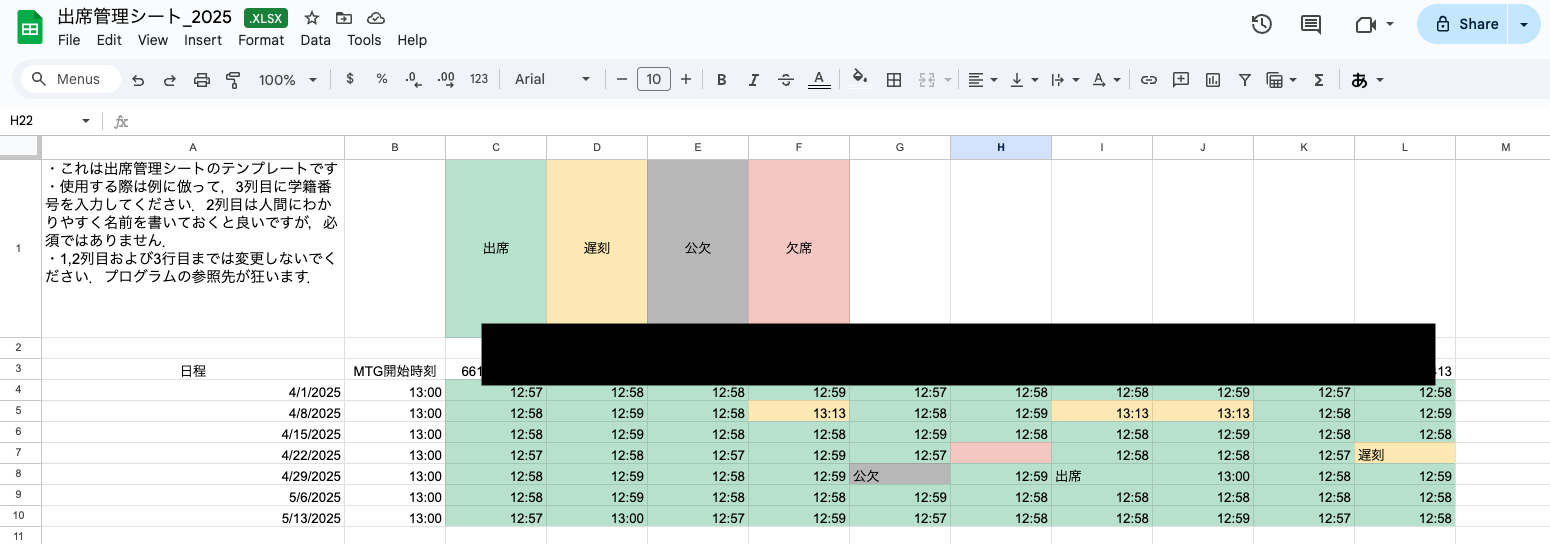 出席管理シート_2025 .XLSX
File Edit View Insert Format Data Tools Help
Share
Menus 100% $ % .0 .00 123 Arial 10 B I A あ
H22 fx
A B C D E F G H I J K L M
1
・これは出席管理シートのテンプレートです
・使用する際は例に倣って，3列目に学籍番
号を入力してください．2列目は人間にわか
りやすく名前を書いておくと良いですが，必
須ではありません．
・1,2列目および3行目までは変更しないでく
ださい．プログラムの参照先が狂います．
出席 遅刻 公欠 欠席
2
3 日程 MTG開始時刻 661 13
4 4/1/2025 13:00 12:57 12:58 12:58 12:59 12:57 12:58 12:58 12:59 12:57 12:58
5 4/8/2025 13:00 12:58 12:59 12:58 13:13 12:58 12:59 13:13 13:13 12:58 12:59
6 4/15/2025 13:00 12:58 12:59 12:58 12:58 12:59 12:58 12:58 12:59 12:58 12:58
7 4/22/2025 13:00 12:57 12:58 12:57 12:59 12:57 12:58 12:58 12:57 遅刻
8 4/29/2025 13:00 12:58 12:59 12:58 12:59 公欠 12:59 出席 13:00 12:58 12:59
9 5/6/2025 13:00 12:58 12:58 12:58 12:58 12:59 12:58 12:58 12:58 12:58 12:58
10 5/13/2025 13:00 12:57 13:00 12:57 12:59 12:57 12:58 12:58 12:59 12:57 12:58
11